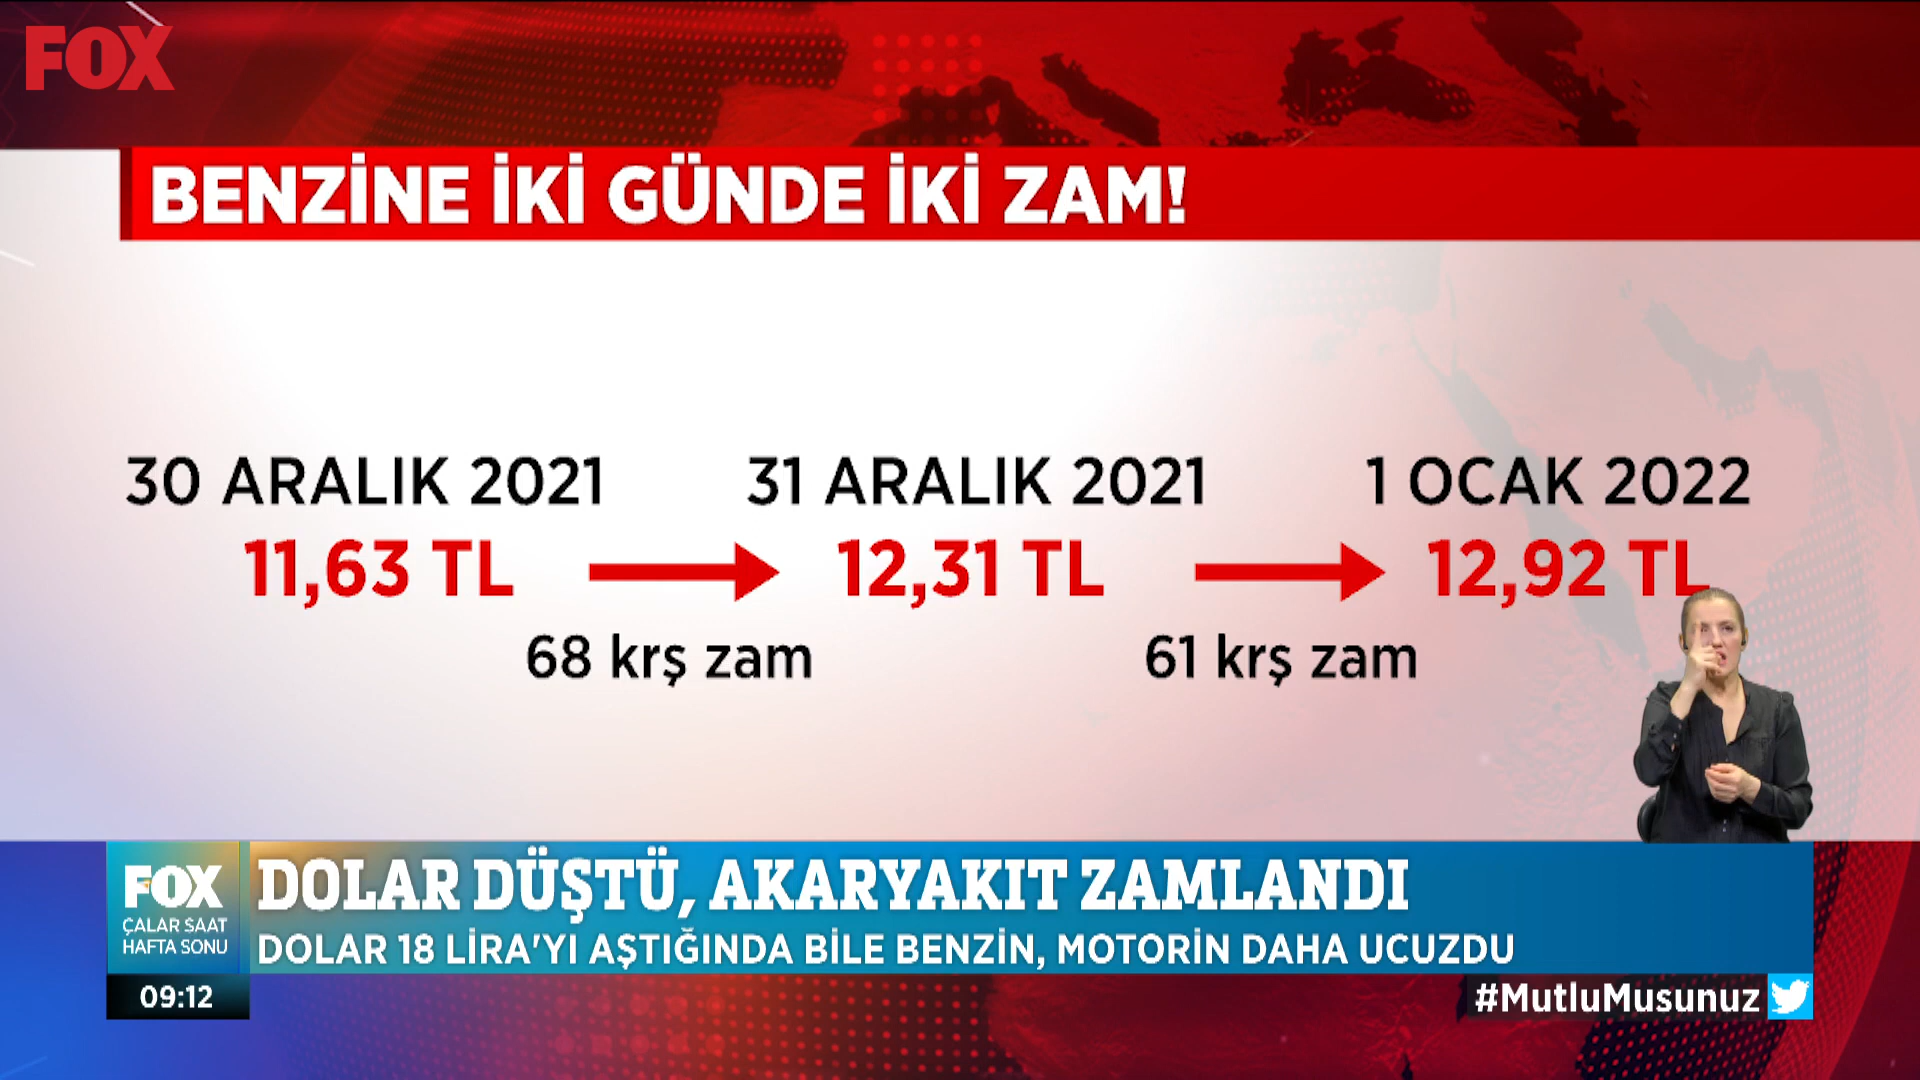 FOX
BENZİNE İKİ GÜNDE İKİ ZAM!
30 ARALIK 2021
31 ARALIK 2021
1 OCAK 2022
11,63 TL
12,31 TL
12,92 TL
68 krş zam
61 krş zam
FOX
ÇALAR SAAT
HAFTA SONU
DOLAR DÜŞTÜ, AKARYAKIT ZAMLANDI
DOLAR 18 LİRA'YI AŞTIĞINDA BİLE BENZİN, MOTORİN DAHA UCUZDU
09:12
#MutluMusunuz